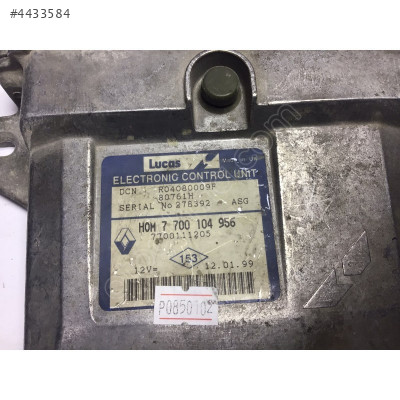 #4433584
Lucas
ELECTRONIC CONTROL UNIT
DCN R04080009F
80761H
SERIAL No 278392 ASG
HOM 7 700 104 956
7700111205
153
12V= 12.01.99
P0850102